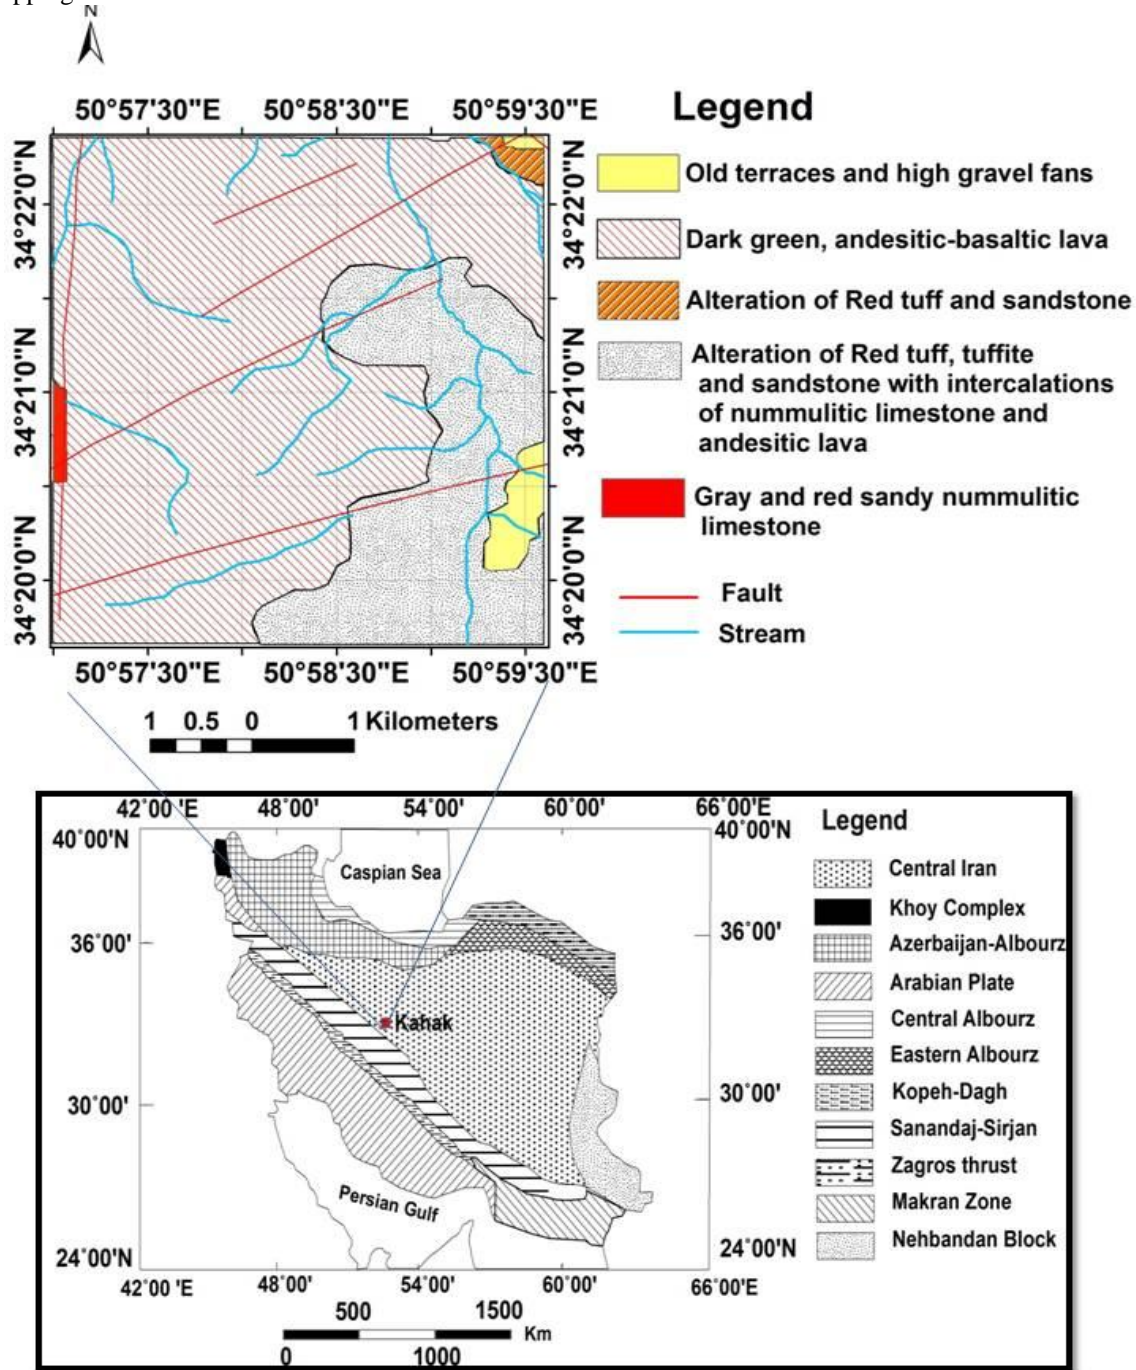 N
50°57'30"E 50°58'30"E 50°59'30"E
34°22'0"N
34°21'0"N
34°20'0"N
34°22'0"N
34°21'0"N
34°20'0"N
50°57'30"E 50°58'30"E 50°59'30"E
1 0.5 0 1 Kilometers
Legend
Old terraces and high gravel fans
Dark green, andesitic-basaltic lava
Alteration of Red tuff and sandstone
Alteration of Red tuff, tuffite
and sandstone with intercalations
of nummulitic limestone and
andesitic lava
Gray and red sandy nummulitic
limestone
Fault
Stream
42°00'E 48°00' 54°00' 60°00' 66°00'E
40°00'N
36°00'
30°00'
24°00'N
40°00'N
36°00'
30°00'
24°00'N
Caspian Sea
Kahak
Persian Gulf
42°00'E 48°00' 54°00' 60°00' 66°00'E
500 1500
Km
0 1000
Legend
Central Iran
Khoy Complex
Azerbaijan-Albourz
Arabian Plate
Central Albourz
Eastern Albourz
Kopeh-Dagh
Sanandaj-Sirjan
Zagros thrust
Makran Zone
Nehbandan Block